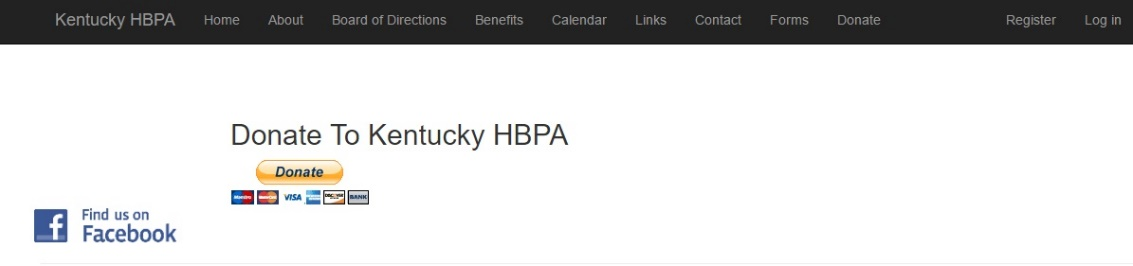 Kentucky HBPA Home About Board of Directions Benefits Calendar Links Contact Forms Donate Register Log in
Donate To Kentucky HBPA
Donate
VISA BANK
Find us on
Facebook